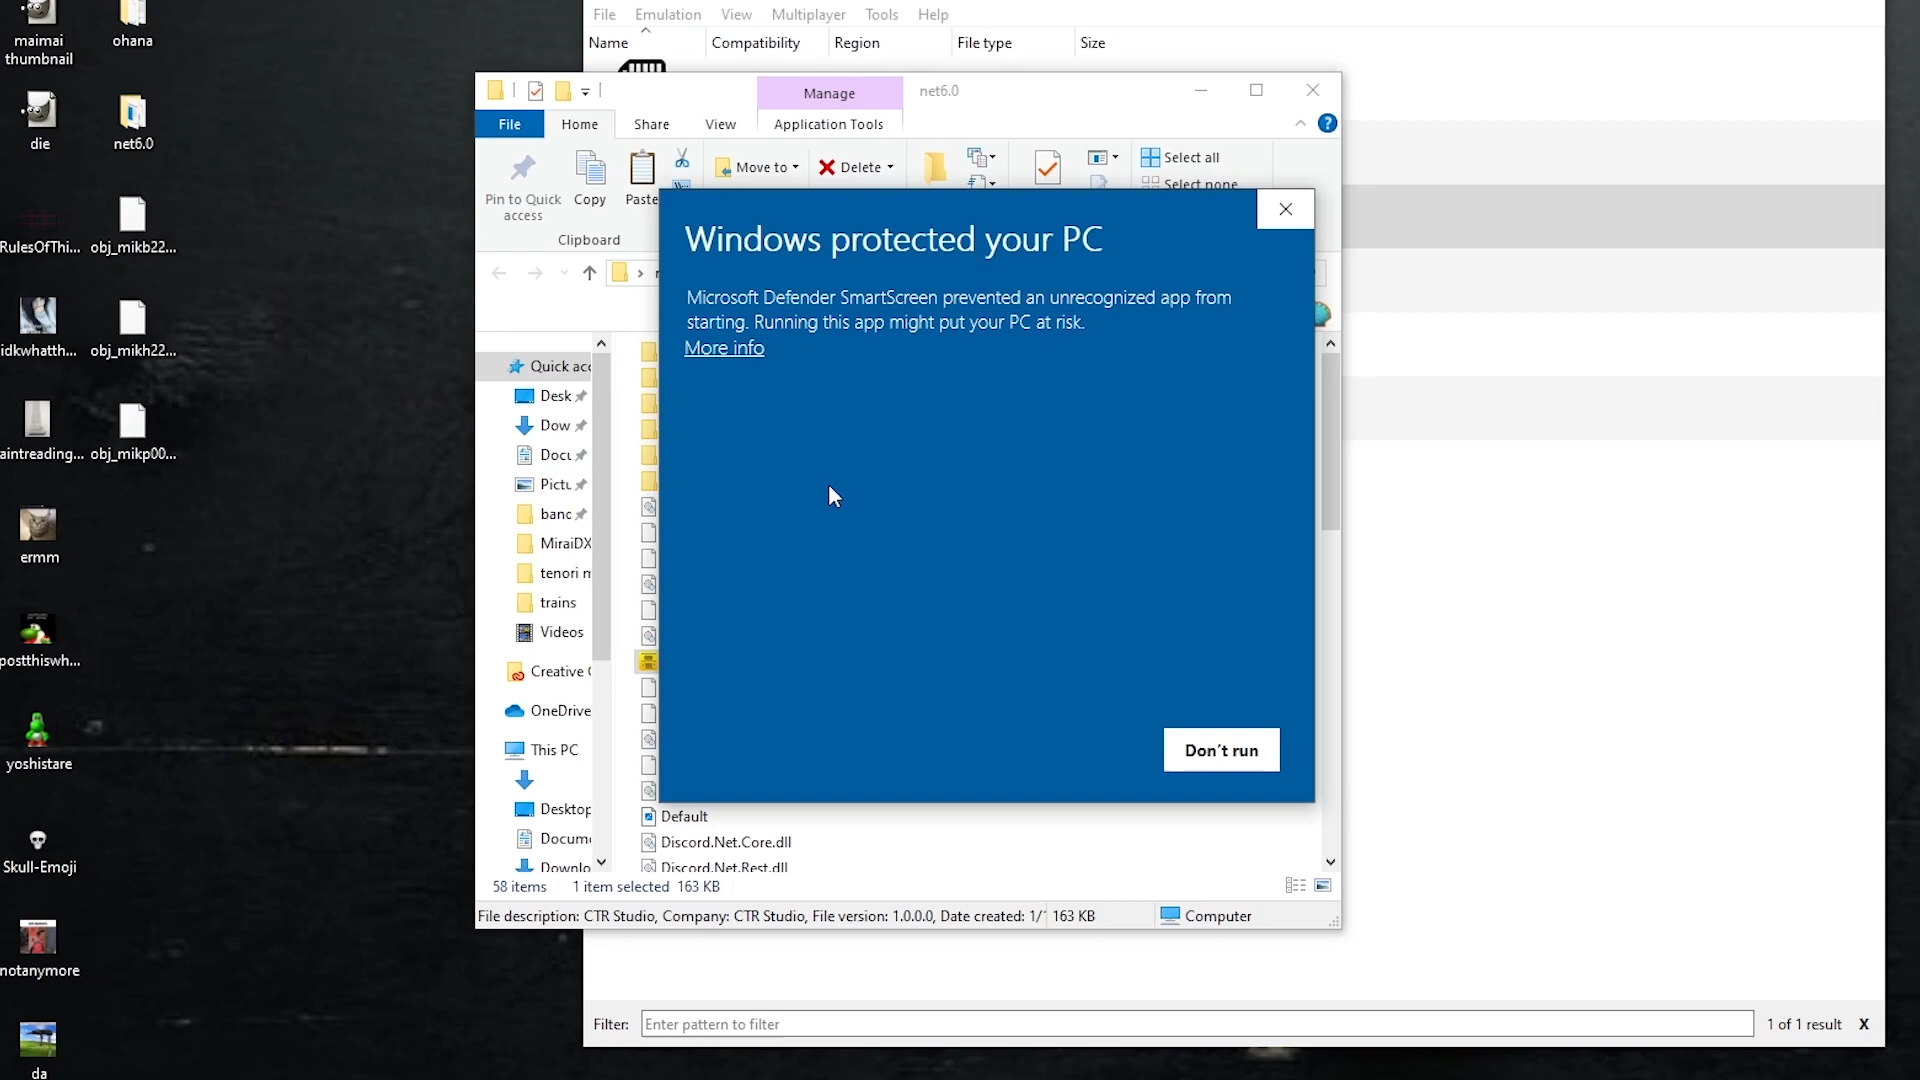 maimai
thumbnail
ohana
die
net6.0
RulesOfThi...
obj_mikb22...
idkwhatth...
obj_mikh22...
aintreading...
obj_mikp00...
ermm
postthiswh...
yoshistare
Skull-Emoji
notanymore
da
File
Emulation
View
Multiplayer
Tools
Help
Name
Compatibility
Region
File type
Size
Manage
net6.0
File
Home
Share
View
Application Tools
Pin to Quick
access
Copy
Paste
Move to
Delete
Select all
Select none
Clipboard
Windows protected your PC
Microsoft Defender SmartScreen prevented an unrecognized app from
starting. Running this app might put your PC at risk.
More info
Don't run
Quick acc
Desk
Dow
Docu
Pictu
banc
MiraiDX
tenori m
trains
Videos
Creative
OneDrive
This PC
Desktop
Docum
Downlo
Default
Discord.Net.Core.dll
Discord.Net.Rest.dll
58 items
1 item selected 163 KB
File description: CTR Studio, Company: CTR Studio, File version: 1.0.0.0, Date created: 1/
163 KB
Computer
Filter:
Enter pattern to filter
1 of 1 result
X